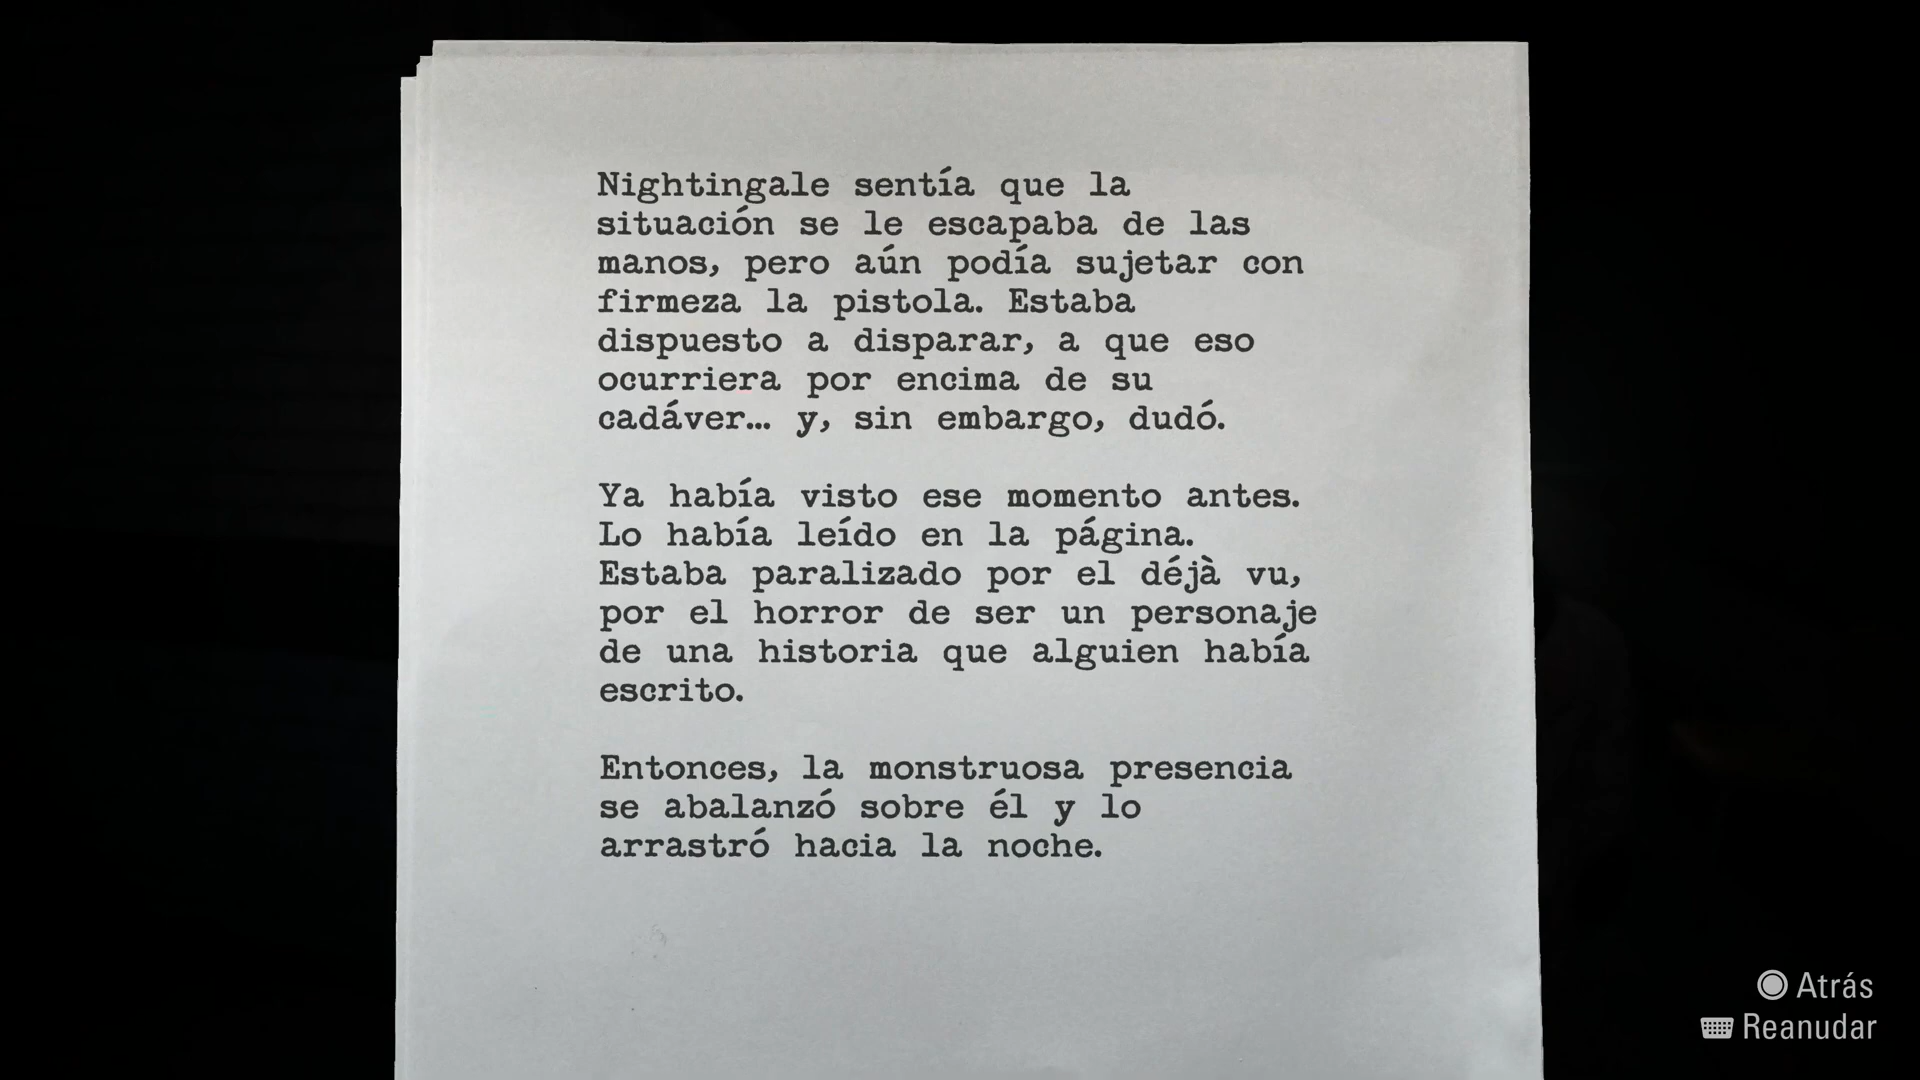 Nightingale sentía que la
situación se le escapaba de las
manos, pero aún podía sujetar con
firmeza la pistola. Estaba
dispuesto a disparar, a que eso
ocurriera por encima de su
cadáver… y, sin embargo, dudó.
Ya había visto ese momento antes.
Lo había leído en la página.
Estaba paralizado por el déjà vu,
por el horror de ser un personaje
de una historia que alguien había
escrito.
Entonces, la monstruosa presencia
se abalanzó sobre él y lo
arrastró hacia la noche.
Atrás
Reanudar